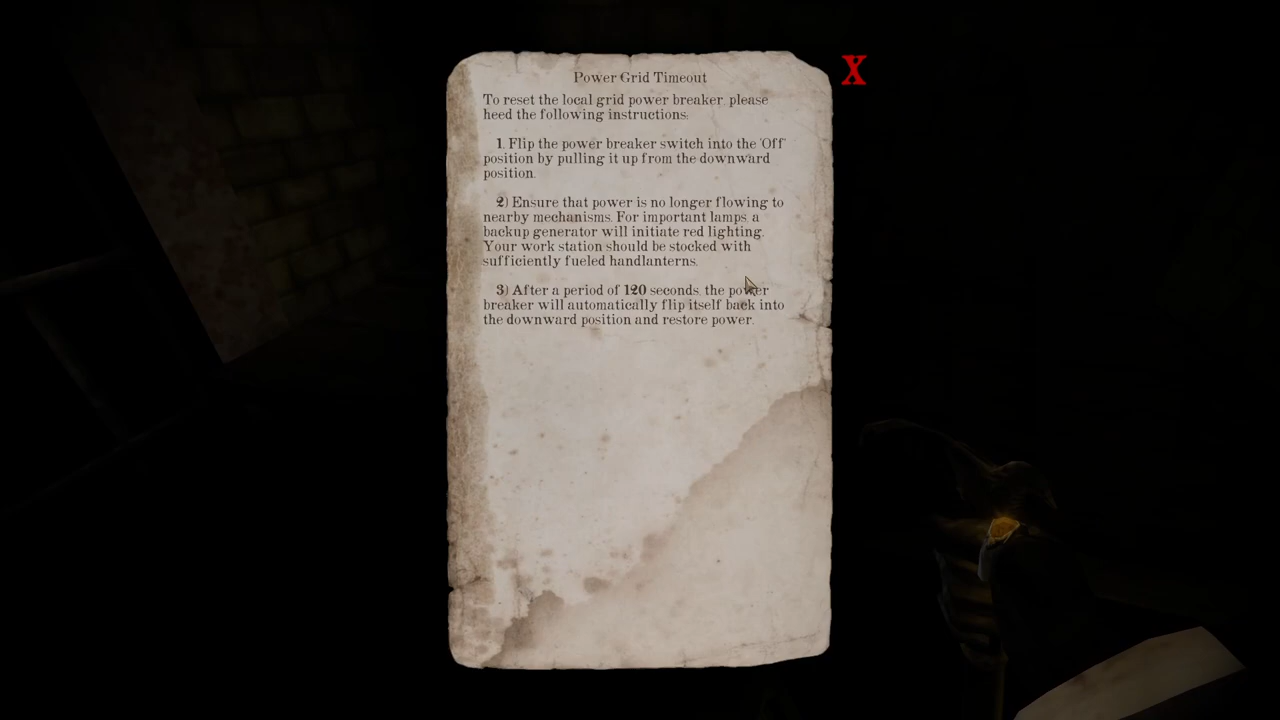 X
Power Grid Timeout
To reset the local grid power breaker, please
heed the following instructions:
1. Flip the power breaker switch into the 'Off'
position by pulling it up from the downward
position.
2) Ensure that power is no longer flowing to
nearby mechanisms. For important lamps, a
backup generator will initiate red lighting.
Your work station should be stocked with
sufficiently fueled handlanterns.
3) After a period of 120 seconds, the power
breaker will automatically flip itself back into
the downward position and restore power.